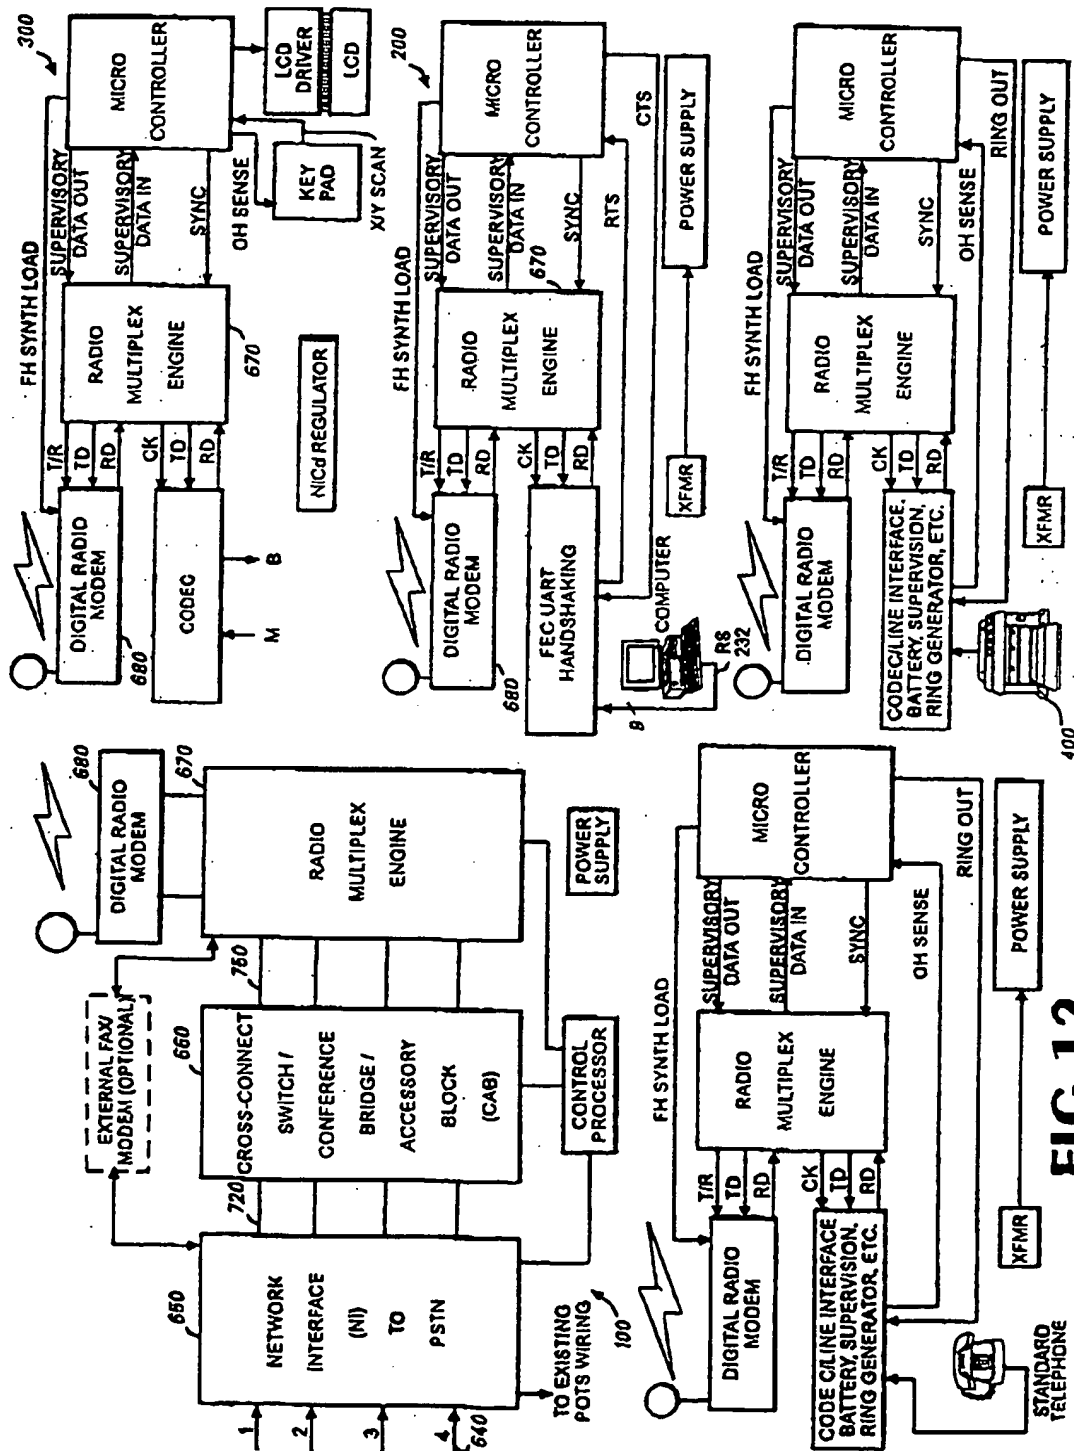 1
2
3
4
640
650
NETWORK
INTERFACE
(NI)
TO
PSTN
TO EXISTING
POTS WIRING
100
720
660
CROSS-CONNECT
SWITCH /
CONFERENCE
BRIDGE /
ACCESSORY
BLOCK
(CAB)
750
EXTERNAL FAX/
MODEM (OPTIONAL)
CONTROL
PROCESSOR
670
RADIO
MULTIPLEX
ENGINE
680
DIGITAL RADIO
MODEM
POWER
SUPPLY
300
FH SYNTH LOAD
DIGITAL RADIO
MODEM
680
T/R
TD
RD
CK
TD
RD
CODEC
M
B
RADIO
MULTIPLEX
ENGINE
670
SUPERVISORY
DATA OUT
SUPERVISORY
DATA IN
SYNC
OH SENSE
MICRO
CONTROLLER
LCD
DRIVER
LCD
KEY
PAD
X/Y SCAN
NiCd REGULATOR
200
FH SYNTH LOAD
DIGITAL RADIO
MODEM
680
T/R
TD
RD
CK
TD
RD
FEC UART
HANDSHAKING
RADIO
MULTIPLEX
ENGINE
670
SUPERVISORY
DATA OUT
SUPERVISORY
DATA IN
SYNC
RTS
CTS
MICRO
CONTROLLER
COMPUTER
RS
232
9
XFMR
POWER SUPPLY
FH SYNTH LOAD
DIGITAL RADIO
MODEM
T/R
TD
RD
CK
TD
RD
CODEC/LINE INTERFACE.
BATTERY, SUPERVISION,
RING GENERATOR, ETC.
RADIO
MULTIPLEX
ENGINE
SUPERVISORY
DATA OUT
SUPERVISORY
DATA IN
SYNC
OH SENSE
RING OUT
MICRO
CONTROLLER
400
XFMR
POWER SUPPLY
FH SYNTH LOAD
DIGITAL RADIO
MODEM
T/R
TD
RD
CK
TD
RD
CODE C/LINE INTERFACE
BATTERY, SUPERVISION,
RING GENERATOR, ETC.
RADIO
MULTIPLEX
ENGINE
SUPERVISORY
DATA OUT
SUPERVISORY
DATA IN
SYNC
OH SENSE
RING OUT
MICRO
CONTROLLER
STANDARD
TELEPHONE
XFMR
POWER SUPPLY
FIG 12